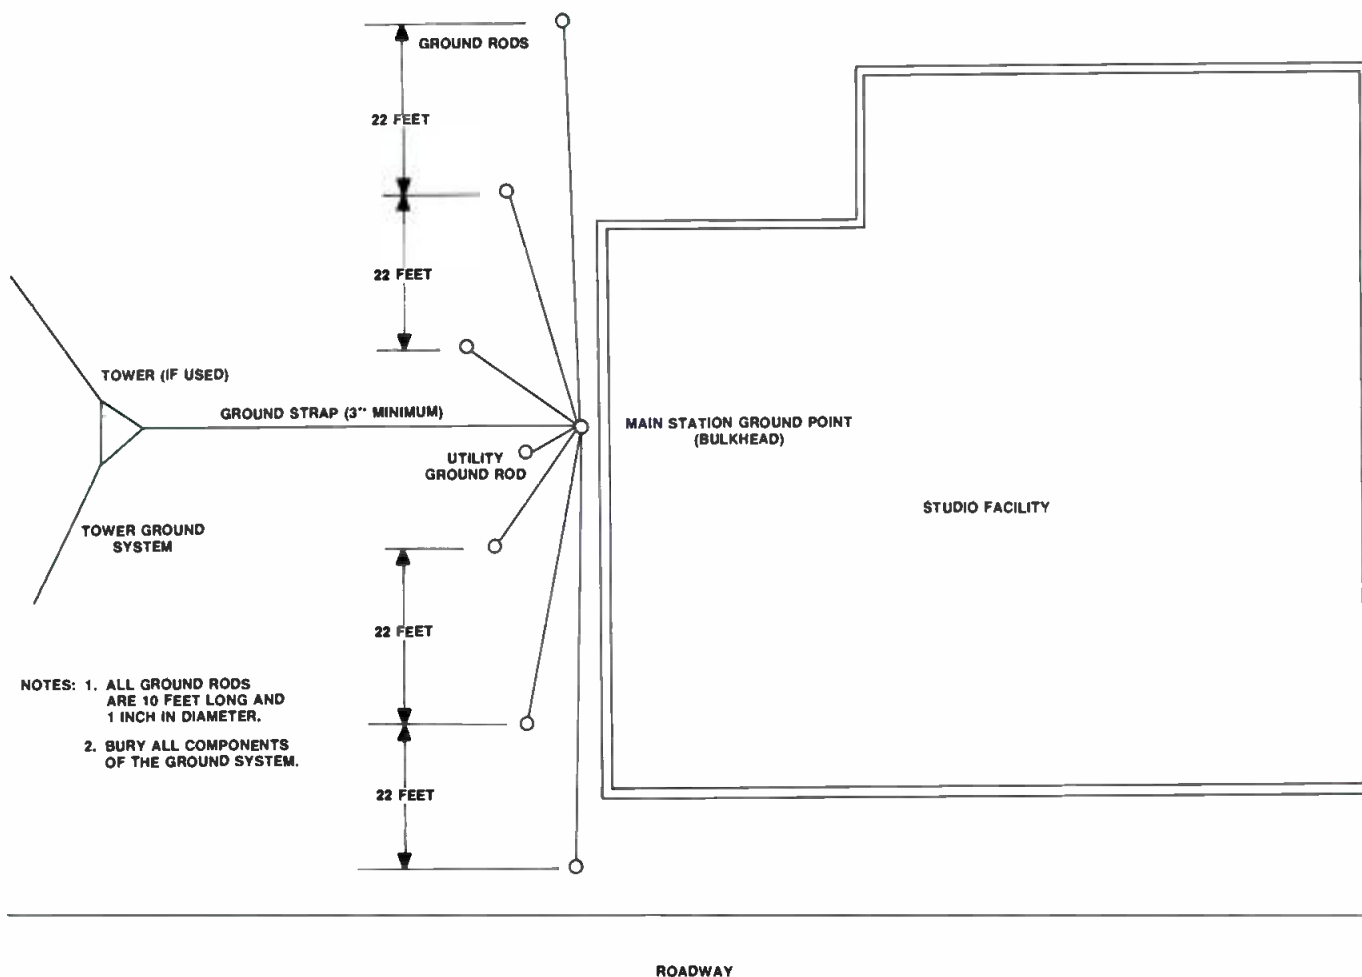 GROUND RODS
22 FEET
22 FEET
TOWER (IF USED)
GROUND STRAP (3" MINIMUM)
MAIN STATION GROUND POINT
(BULKHEAD)
UTILITY
GROUND ROD
STUDIO FACILITY
TOWER GROUND
SYSTEM
22 FEET
NOTES: 1. ALL GROUND RODS
ARE 10 FEET LONG AND
1 INCH IN DIAMETER.
2. BURY ALL COMPONENTS
OF THE GROUND SYSTEM.
22 FEET
ROADWAY